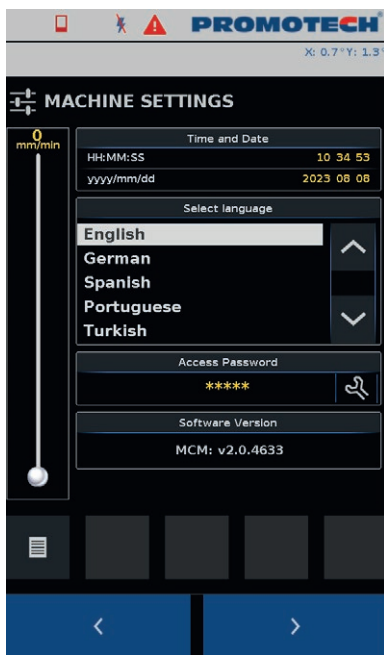 PROMOTECH
X: 0.7° Y: 1.3°
MACHINE SETTINGS
0
mm/min
Time and Date
HH:MM:SS 10 34 53
yyyy/mm/dd 2023 08 08
Select language
English
German
Spanish
Portuguese
Turkish
Access Password
*****
Software Version
MCM: v2.0.4633